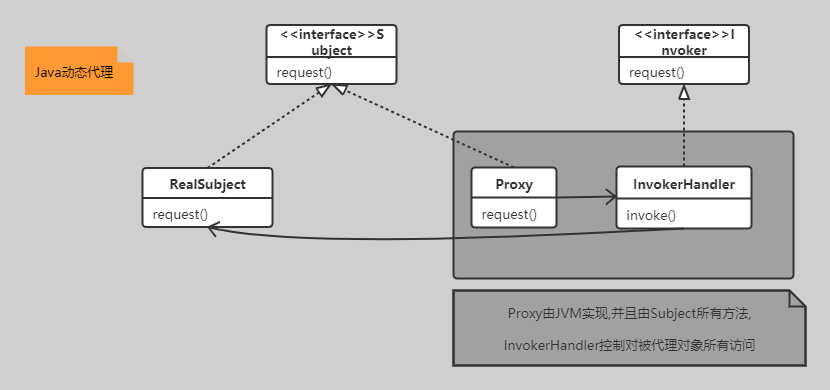 Java动态代理
<<interface>>S
ubject
request()
<<interface>>I
nvoker
request()
RealSubject
request()
Proxy
request()
InvokerHandler
invoke()
Proxy由JVM实现,并且由Subject所有方法,
InvokerHandler控制对被代理对象所有访问